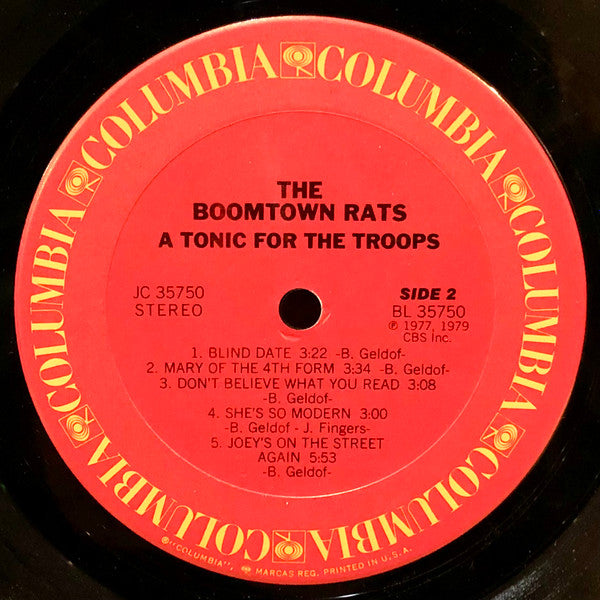 COLUMBIA COLUMBIA COLUMBIA COLUMBIA COLUMBIA COLUMBIA
THE
BOOMTOWN RATS
A TONIC FOR THE TROOPS
JC 35750
STEREO
SIDE 2
BL 35750
℗ 1977, 1979
CBS Inc.
1. BLIND DATE 3:22 -B. Geldof-
2. MARY OF THE 4TH FORM 3:34 -B. Geldof-
3. DON'T BELIEVE WHAT YOU READ 3:08
-B. Geldof-
4. SHE'S SO MODERN 3:00
-B. Geldof - J. Fingers-
5. JOEY'S ON THE STREET
AGAIN 5:53
-B. Geldof-
®"COLUMBIA", MARCAS REG. PRINTED IN U.S.A.